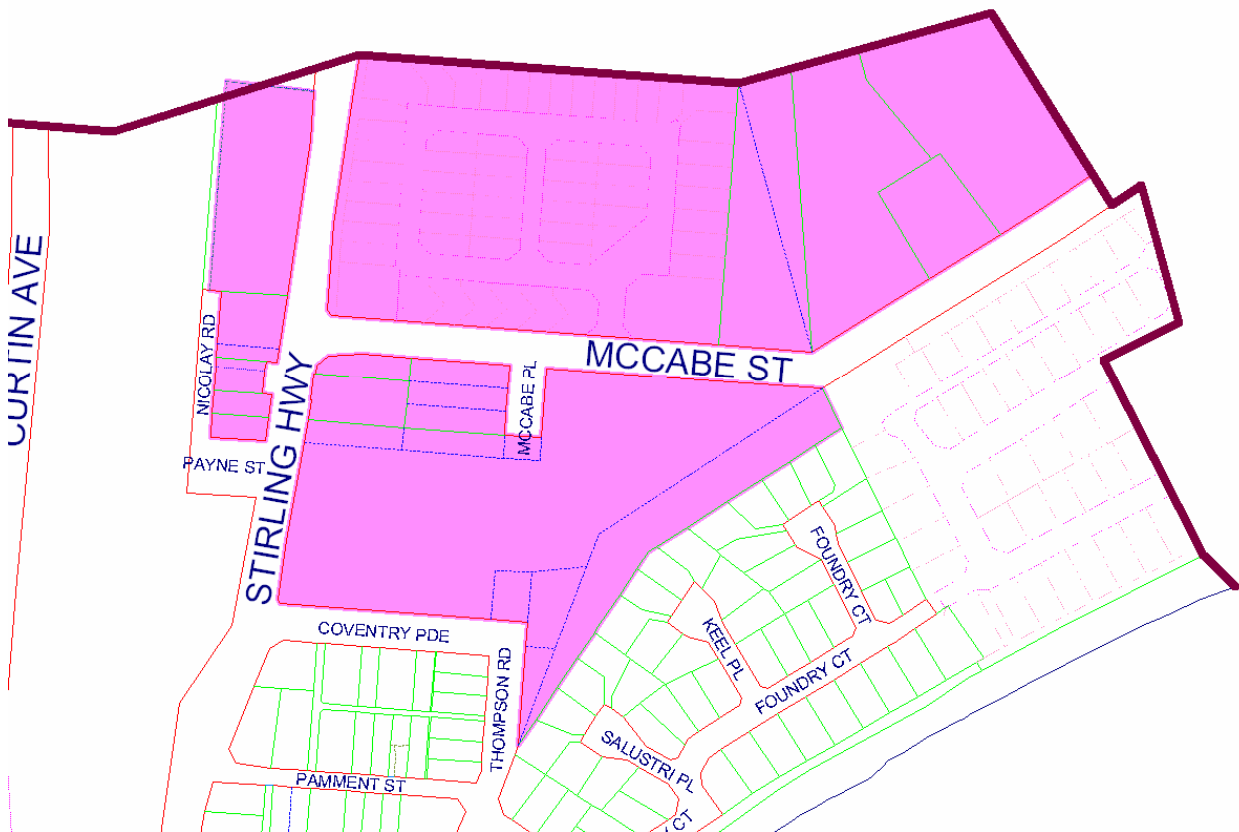 CURTIN AVE
NICOLAY RD
STIRLING HWY
MCCABE ST
MCCABE PL
PAYNE ST
FOUNDRY CT
COVENTRY PDE
KEEL PL
THOMPSON RD
FOUNDRY CT
SALUSTRI PL
PAMMENT ST
CT